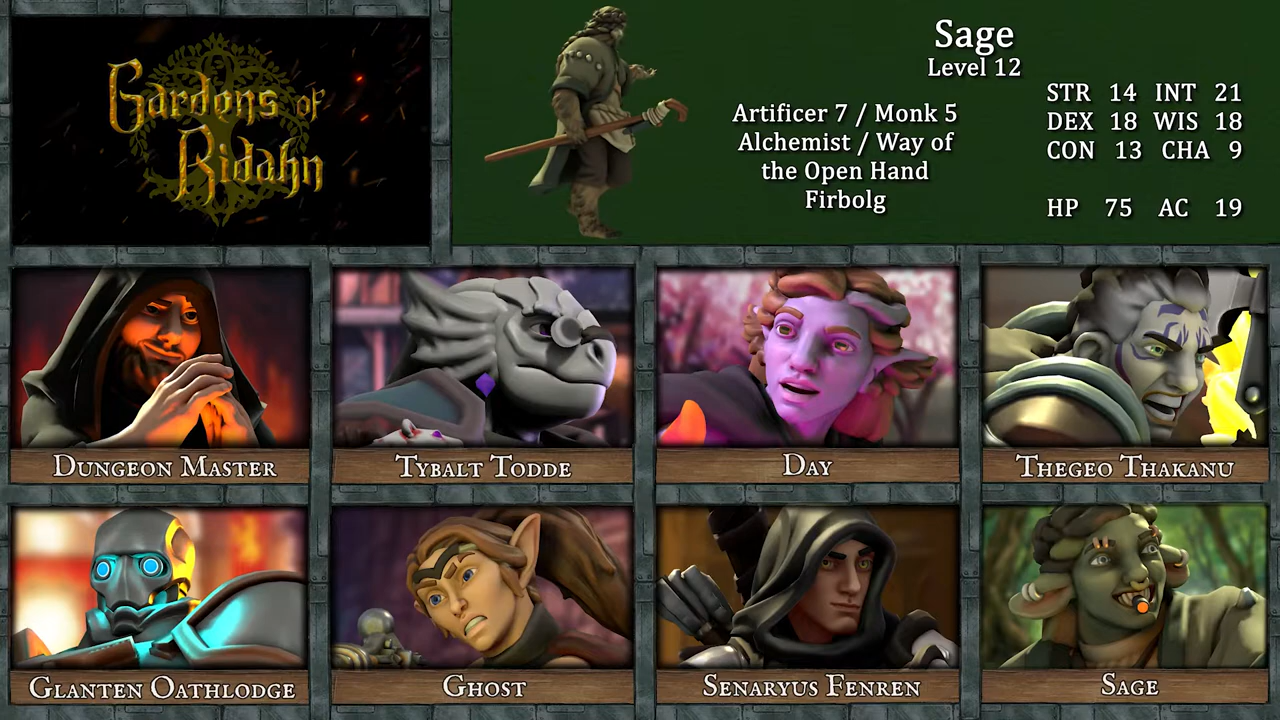 Gardens of
Ridahn
Sage
Level 12
Artificer 7 / Monk 5
Alchemist / Way of
the Open Hand
Firbolg
STR 14 INT 21
DEX 18 WIS 18
CON 13 CHA 9
HP 75 AC 19
Dungeon Master
Tybalt Todde
Day
Thegeo Thakanu
Glanten Oathlodge
Ghost
Senaryus Fenren
Sage